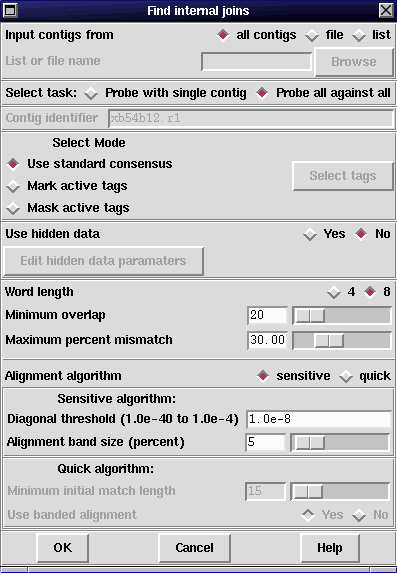 Find internal joins
Input contigs from all contigs file list
List or file name Browse
Select task: Probe with single contig Probe all against all
Contig identifier xb54b12.r1
Select Mode
Use standard consensus
Mark active tags
Mask active tags
Select tags
Use hidden data Yes No
Edit hidden data paramaters
Word length 4 8
Minimum overlap 20
Maximum percent mismatch 30.00
Alignment algorithm sensitive quick
Sensitive algorithm:
Diagonal threshold (1.0e-40 to 1.0e-4) 1.0e-8
Alignment band size (percent) 5
Quick algorithm:
Minimum initial match length 15
Use banded alignment Yes No
OK Cancel Help